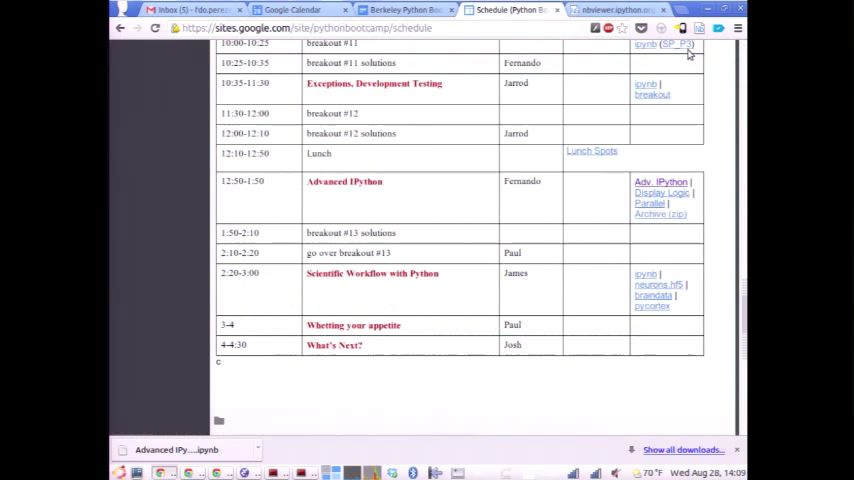 Inbox (5) - fdo.perez
Google Calendar
Berkeley Python Boo
Schedule (Python Bo
nbviewer.ipython.org
https://sites.google.com/site/pythonbootcamp/schedule
10:00-10:25 breakout #11 ipynb (SP_P3)
10:25-10:35 breakout #11 solutions Fernando
10:35-11:30 Exceptions, Development Testing Jarrod ipynb |
breakout
11:30-12:00 breakout #12
12:00-12:10 breakout #12 solutions Jarrod
12:10-12:50 Lunch Lunch Spots
12:50-1:50 Advanced IPython Fernando Adv. IPython |
Display Logic |
Parallel |
Archive (zip)
1:50-2:10 breakout #13 solutions
2:10-2:20 go over breakout #13 Paul
2:20-3:00 Scientific Workflow with Python James ipynb |
neurons.hf5 |
braindata |
pycortex
3-4 Whetting your appetite Paul
4-4:30 What's Next? Josh
c
Advanced IPy....ipynb
Show all downloads...
70°F Wed Aug 28, 14:09